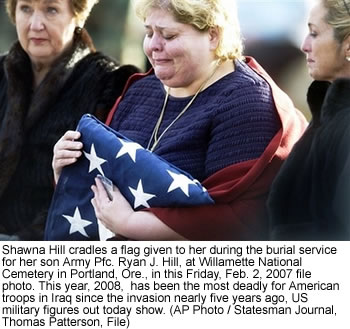 Shawna Hill cradles a flag given to her during the burial service
for her son Army Pfc. Ryan J. Hill, at Willamette National
Cemetery in Portland, Ore., in this Friday, Feb. 2, 2007 file
photo. This year, 2008,  has been the most deadly for American
troops in Iraq since the invasion nearly five years ago, US
military figures out today show. (AP Photo / Statesman Journal,
Thomas Patterson, File)